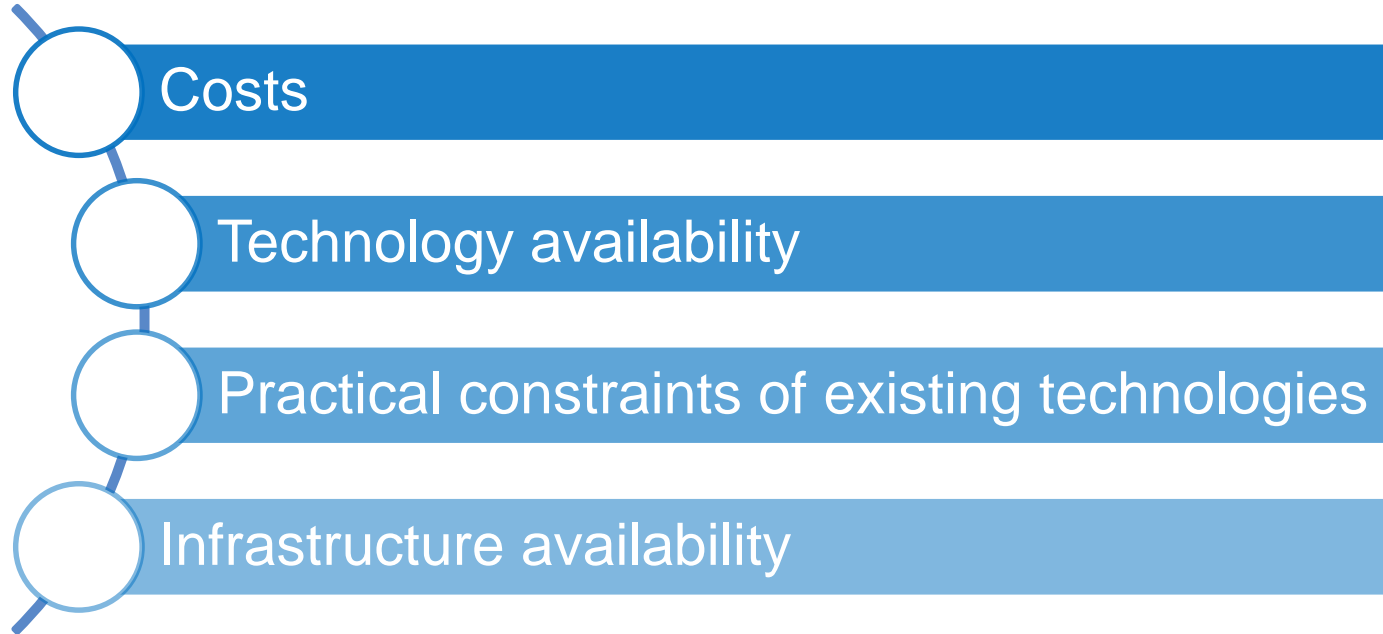 Costs
Technology availability
Practical constraints of existing technologies
Infrastructure availability